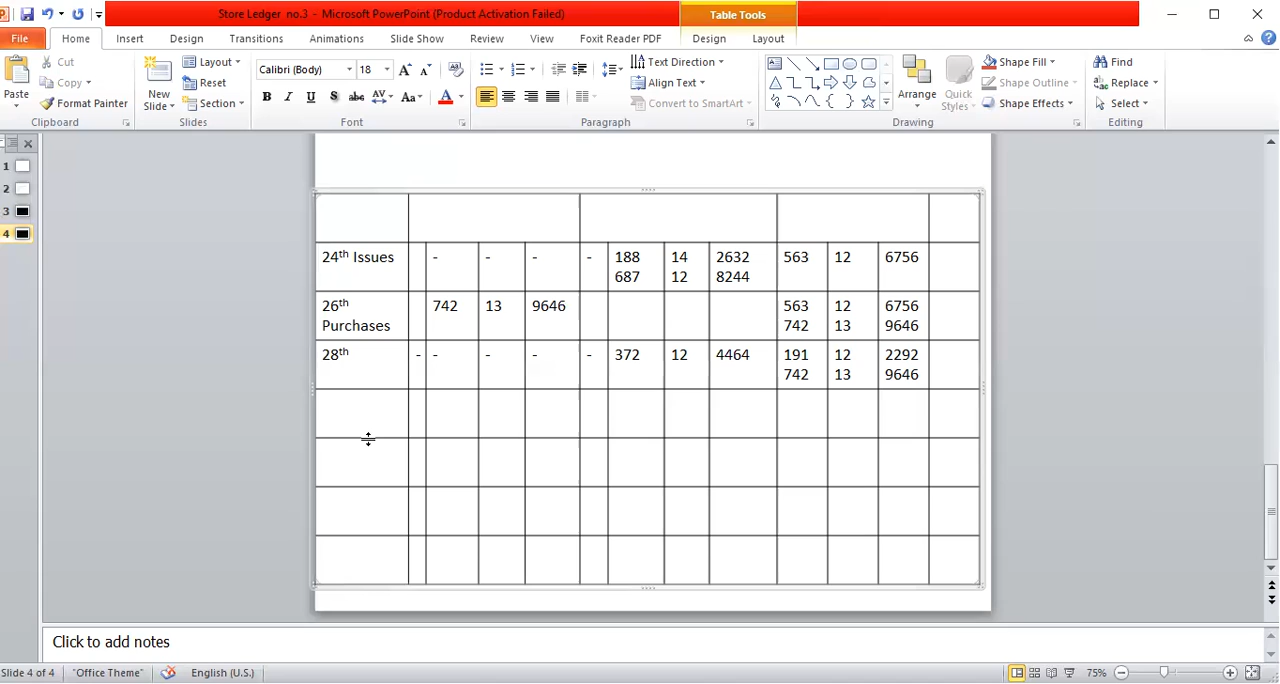 Store Ledger no.3 - Microsoft PowerPoint (Product Activation Failed)
Table Tools
File Home Insert Design Transitions Animations Slide Show Review View Foxit Reader PDF Design Layout
Paste
Cut
Copy
Format Painter
Clipboard
New Slide
Layout
Reset
Section
Slides
Calibri (Body) 18
B I U S abc AV Aa A
Font
Text Direction
Align Text
Convert to SmartArt
Paragraph
Arrange
Quick Styles
Shape Fill
Shape Outline
Shape Effects
Drawing
Find
Replace
Select
Editing
1
2
3
4
24th Issues - - - - 188 14 2632 563 12 6756
687 12 8244
26th 742 13 9646 563 12 6756
Purchases 742 13 9646
28th - - - - - 372 12 4464 191 12 2292
742 13 9646
Click to add notes
Slide 4 of 4 "Office Theme" English (U.S.) 75%